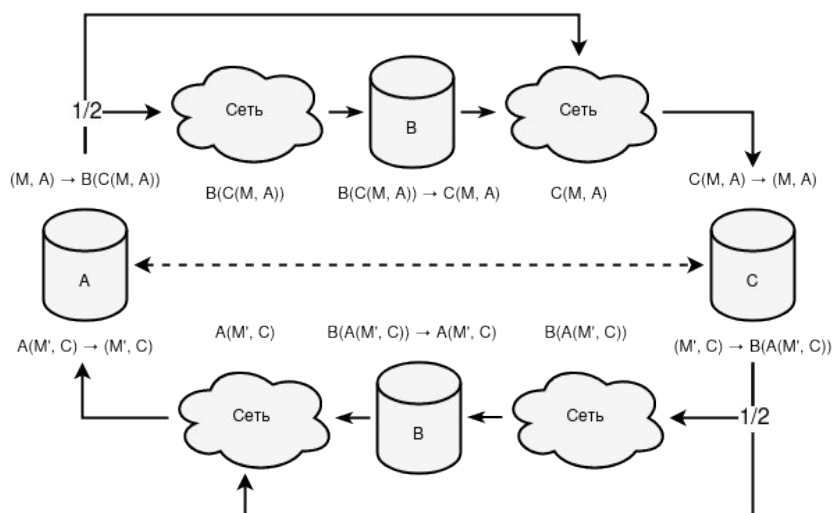 1/2
Сеть
B
Сеть
(M, A) → B(C(M, A))
B(C(M, A))
B(C(M, A)) → C(M, A)
C(M, A)
C(M, A) → (M, A)
A
C
A(M', C) → (M', C)
A(M', C)
B(A(M', C)) → A(M', C)
B(A(M', C))
(M', C) → B(A(M', C))
Сеть
B
Сеть
1/2